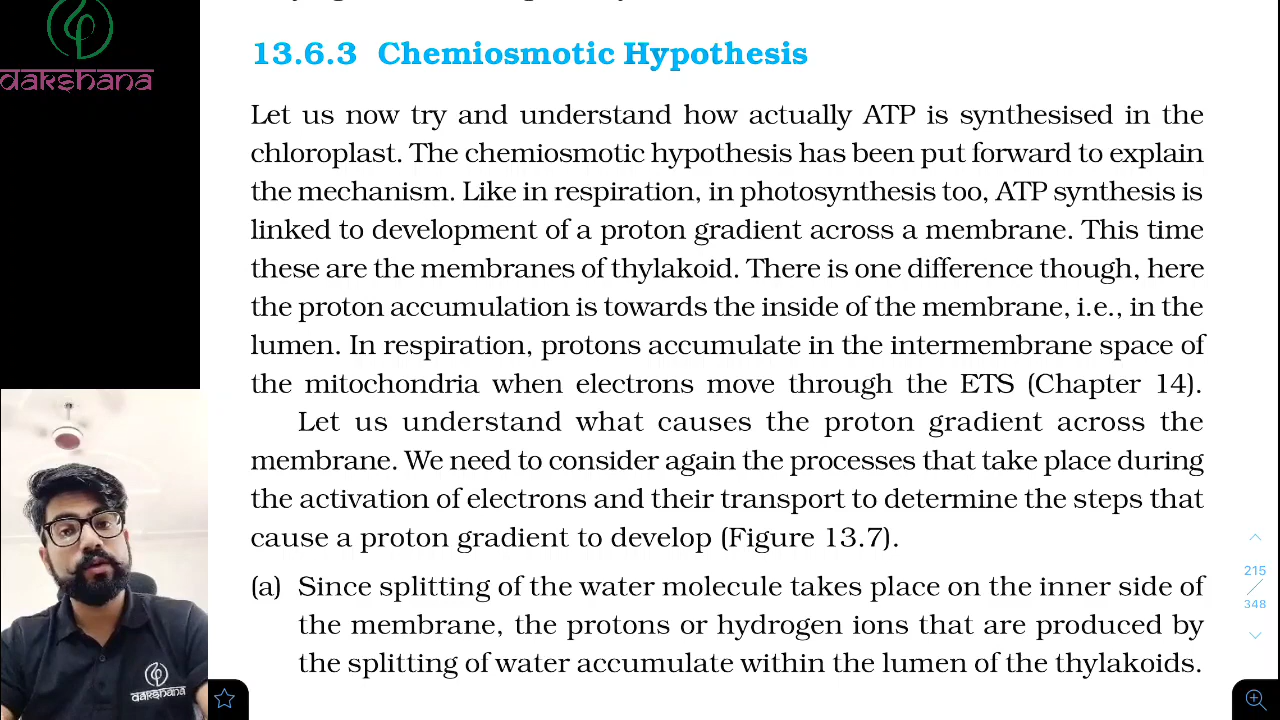 dakshana
13.6.3 Chemiosmotic Hypothesis
Let us now try and understand how actually ATP is synthesised in the
chloroplast. The chemiosmotic hypothesis has been put forward to explain
the mechanism. Like in respiration, in photosynthesis too, ATP synthesis is
linked to development of a proton gradient across a membrane. This time
these are the membranes of thylakoid. There is one difference though, here
the proton accumulation is towards the inside of the membrane, i.e., in the
lumen. In respiration, protons accumulate in the intermembrane space of
the mitochondria when electrons move through the ETS (Chapter 14).
Let us understand what causes the proton gradient across the
membrane. We need to consider again the processes that take place during
the activation of electrons and their transport to determine the steps that
cause a proton gradient to develop (Figure 13.7).
(a) Since splitting of the water molecule takes place on the inner side of
the membrane, the protons or hydrogen ions that are produced by
the splitting of water accumulate within the lumen of the thylakoids.
215
348
dakshana